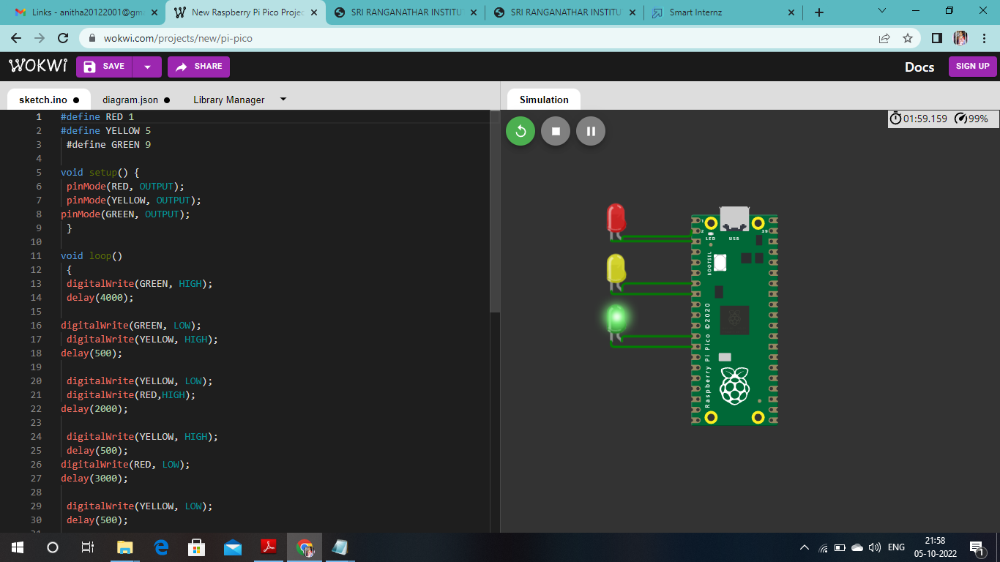 Links - anitha20122001@gm
New Raspberry Pi Pico Projec
SRI RANGANATHAR INSTITU
SRI RANGANATHAR INSTITU
Smart Internz
wokwi.com/projects/new/pi-pico
WOKWI
SAVE
SHARE
Docs
SIGN UP
sketch.ino
diagram.json
Library Manager
Simulation
01:59.159 99%
1 #define RED 1
2 #define YELLOW 5
3 #define GREEN 9
4
5 void setup() {
6 pinMode(RED, OUTPUT);
7 pinMode(YELLOW, OUTPUT);
8 pinMode(GREEN, OUTPUT);
9 }
10
11 void loop()
12 {
13 digitalWrite(GREEN, HIGH);
14 delay(4000);
15
16 digitalWrite(GREEN, LOW);
17 digitalWrite(YELLOW, HIGH);
18 delay(500);
19
20 digitalWrite(YELLOW, LOW);
21 digitalWrite(RED,HIGH);
22 delay(2000);
23
24 digitalWrite(YELLOW, HIGH);
25 delay(500);
26 digitalWrite(RED, LOW);
27 delay(3000);
28
29 digitalWrite(YELLOW, LOW);
30 delay(500);
1
2
39
LED
USB
BOOTSEL
Raspberry Pi Pico ©2020
ENG
21:58
05-10-2022
1